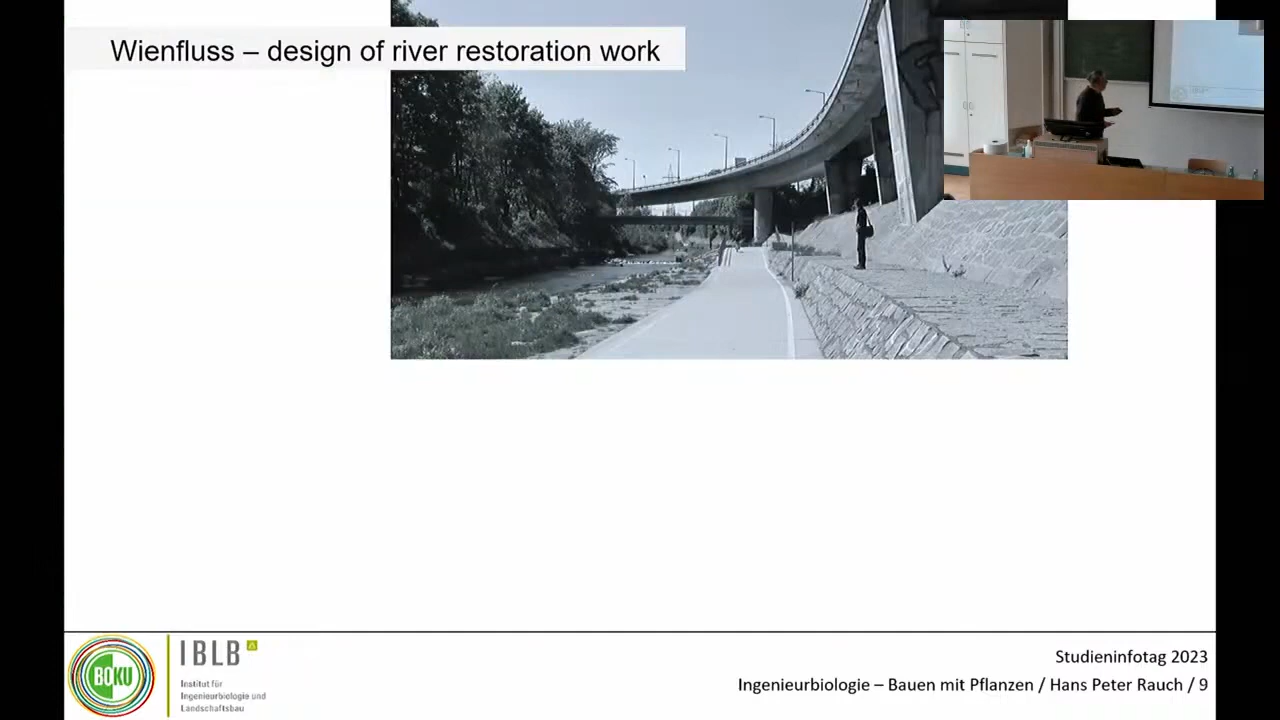 Wienfluss – design of river restoration work
BOKU
IBLB
Institut für
Ingenieurbiologie und
Landschaftsbau
Studieninfotag 2023
Ingenieurbiologie – Bauen mit Pflanzen / Hans Peter Rauch / 9